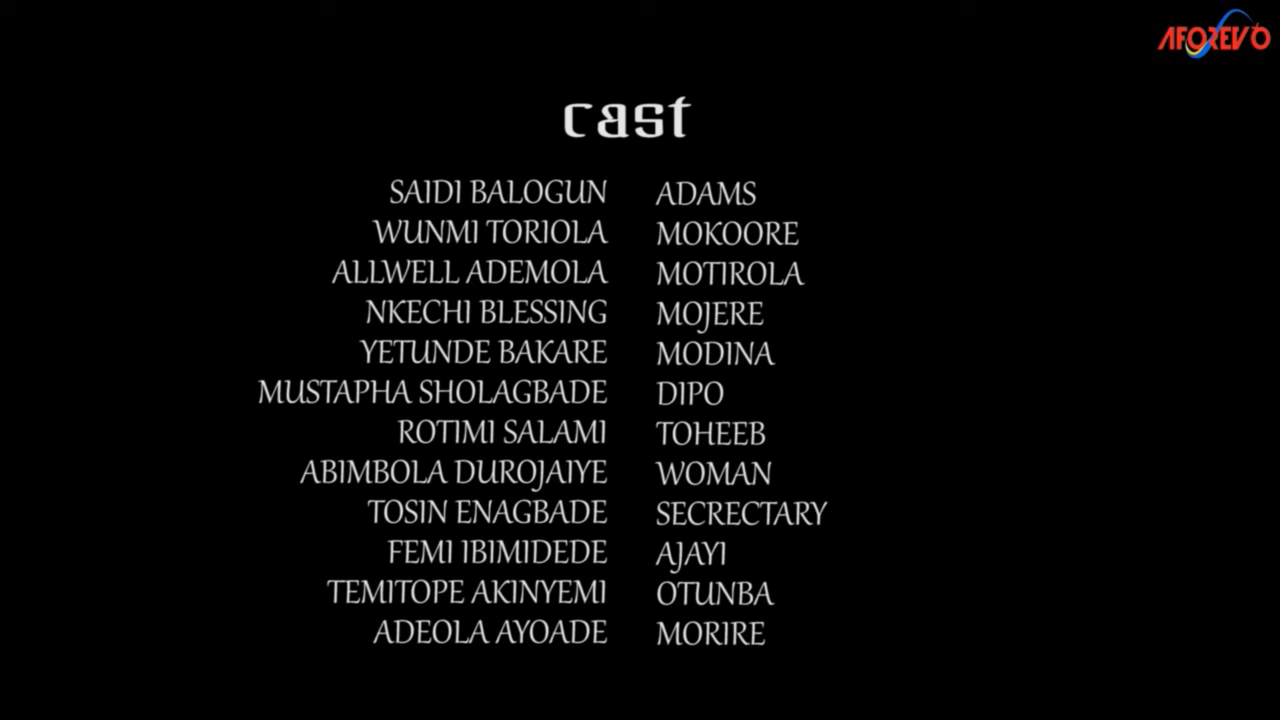 AFOREVO
cast
SAIDI BALOGUN ADAMS
WUNMI TORIOLA MOKOORE
ALLWELL ADEMOLA MOTIROLA
NKECHI BLESSING MOJERE
YETUNDE BAKARE MODINA
MUSTAPHA SHOLAGBADE DIPO
ROTIMI SALAMI TOHEEB
ABIMBOLA DUROJAIYE WOMAN
TOSIN ENAGBADE SECRECTARY
FEMI IBIMIDEDE AJAYI
TEMITOPE AKINYEMI OTUNBA
ADEOLA AYOADE MORIRE